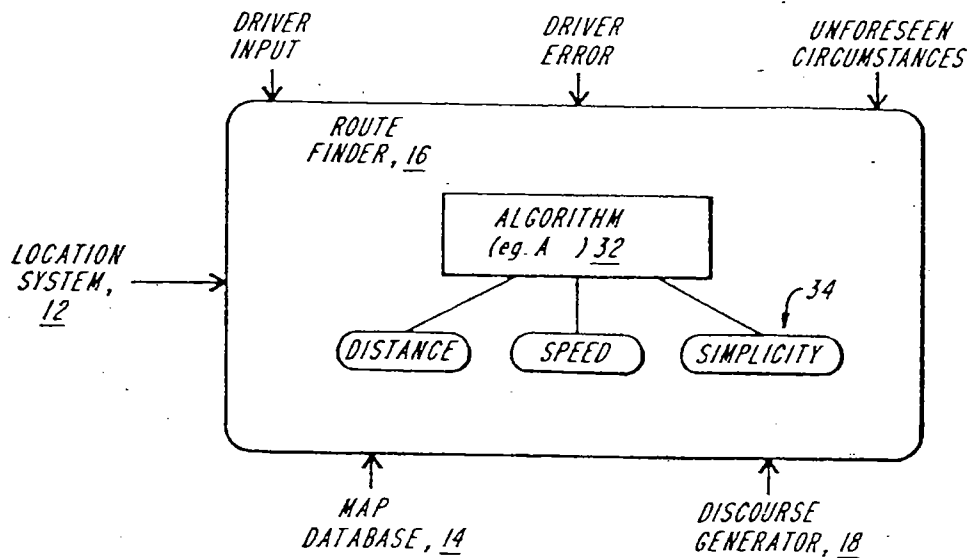 DRIVER
INPUT
DRIVER
ERROR
UNFORESEEN
CIRCUMSTANCES
ROUTE
FINDER, 16
ALGORITHM
(eg. A ) 32
LOCATION
SYSTEM,
12
34
DISTANCE
SPEED
SIMPLICITY
MAP
DATABASE, 14
DISCOURSE
GENERATOR, 18